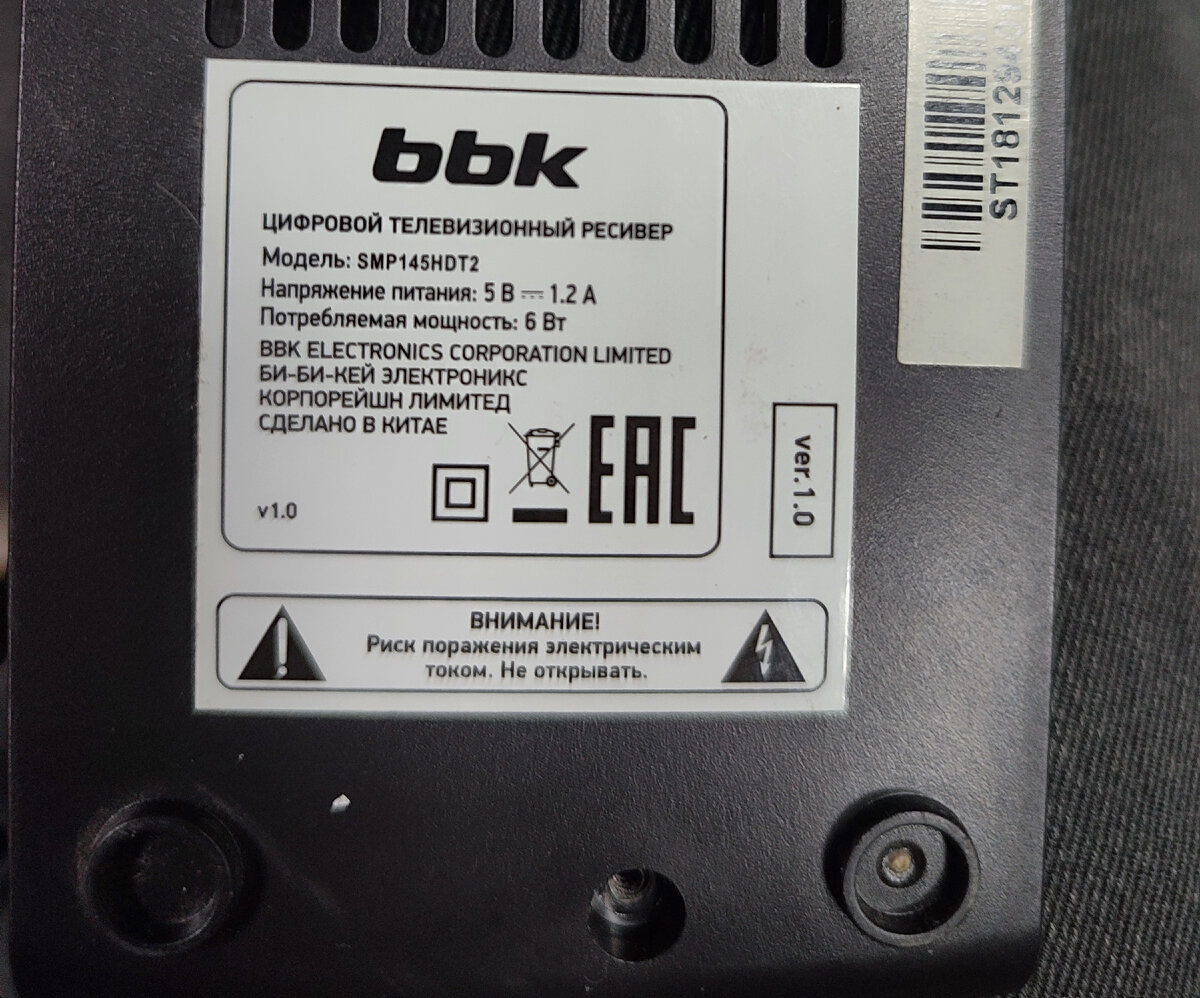 bbk
ЦИФРОВОЙ ТЕЛЕВИЗИОННЫЙ РЕСИВЕР
Модель: SMP145HDT2
Напряжение питания: 5 В ⎓ 1.2 А
Потребляемая мощность: 6 Вт
BBK ELECTRONICS CORPORATION LIMITED
БИ-БИ-КЕЙ ЭЛЕКТРОНИКС
КОРПОРЕЙШН ЛИМИТЕД
СДЕЛАНО В КИТАЕ
EAC
v1.0
ver.1.0
ВНИМАНИЕ!
Риск поражения электрическим
током. Не открывать.